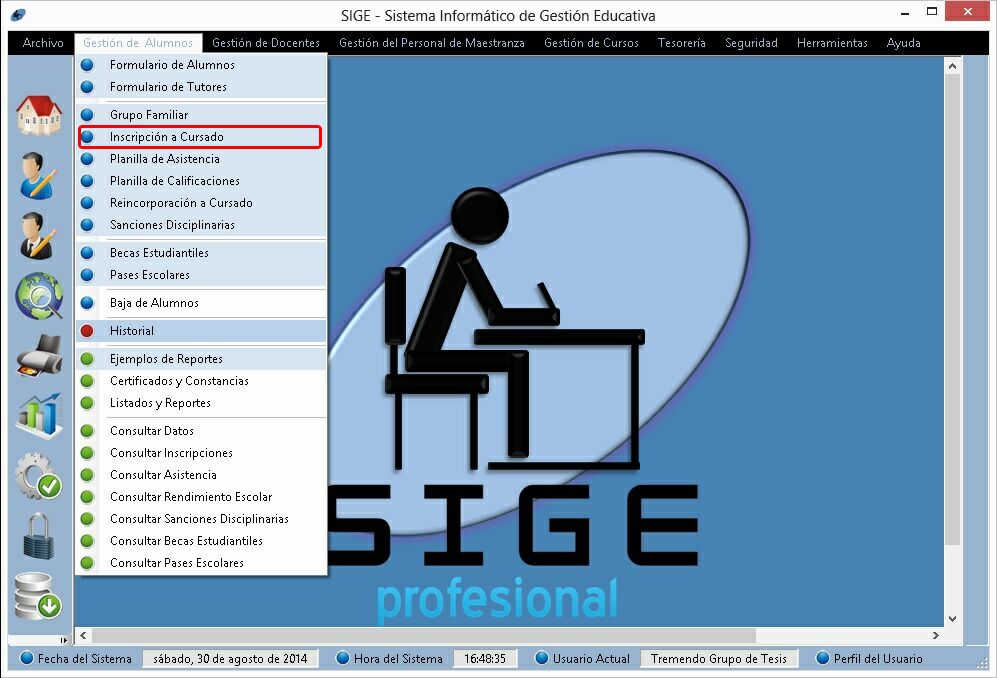 SIGE - Sistema Informático de Gestión Educativa
Archivo Gestión de Alumnos Gestión de Docentes Gestión del Personal de Maestranza Gestión de Cursos Tesorería Seguridad Herramientas Ayuda
Formulario de Alumnos
Formulario de Tutores
Grupo Familiar
Inscripción a Cursado
Planilla de Asistencia
Planilla de Calificaciones
Reincorporación a Cursado
Sanciones Disciplinarias
Becas Estudiantiles
Pases Escolares
Baja de Alumnos
Historial
Ejemplos de Reportes
Certificados y Constancias
Listados y Reportes
Consultar Datos
Consultar Inscripciones
Consultar Asistencia
Consultar Rendimiento Escolar
Consultar Sanciones Disciplinarias
Consultar Becas Estudiantiles
Consultar Pases Escolares
SIGE
profesional
Fecha del Sistema sábado, 30 de agosto de 2014 Hora del Sistema 16:48:35 Usuario Actual Tremendo Grupo de Tesis Perfil del Usuario